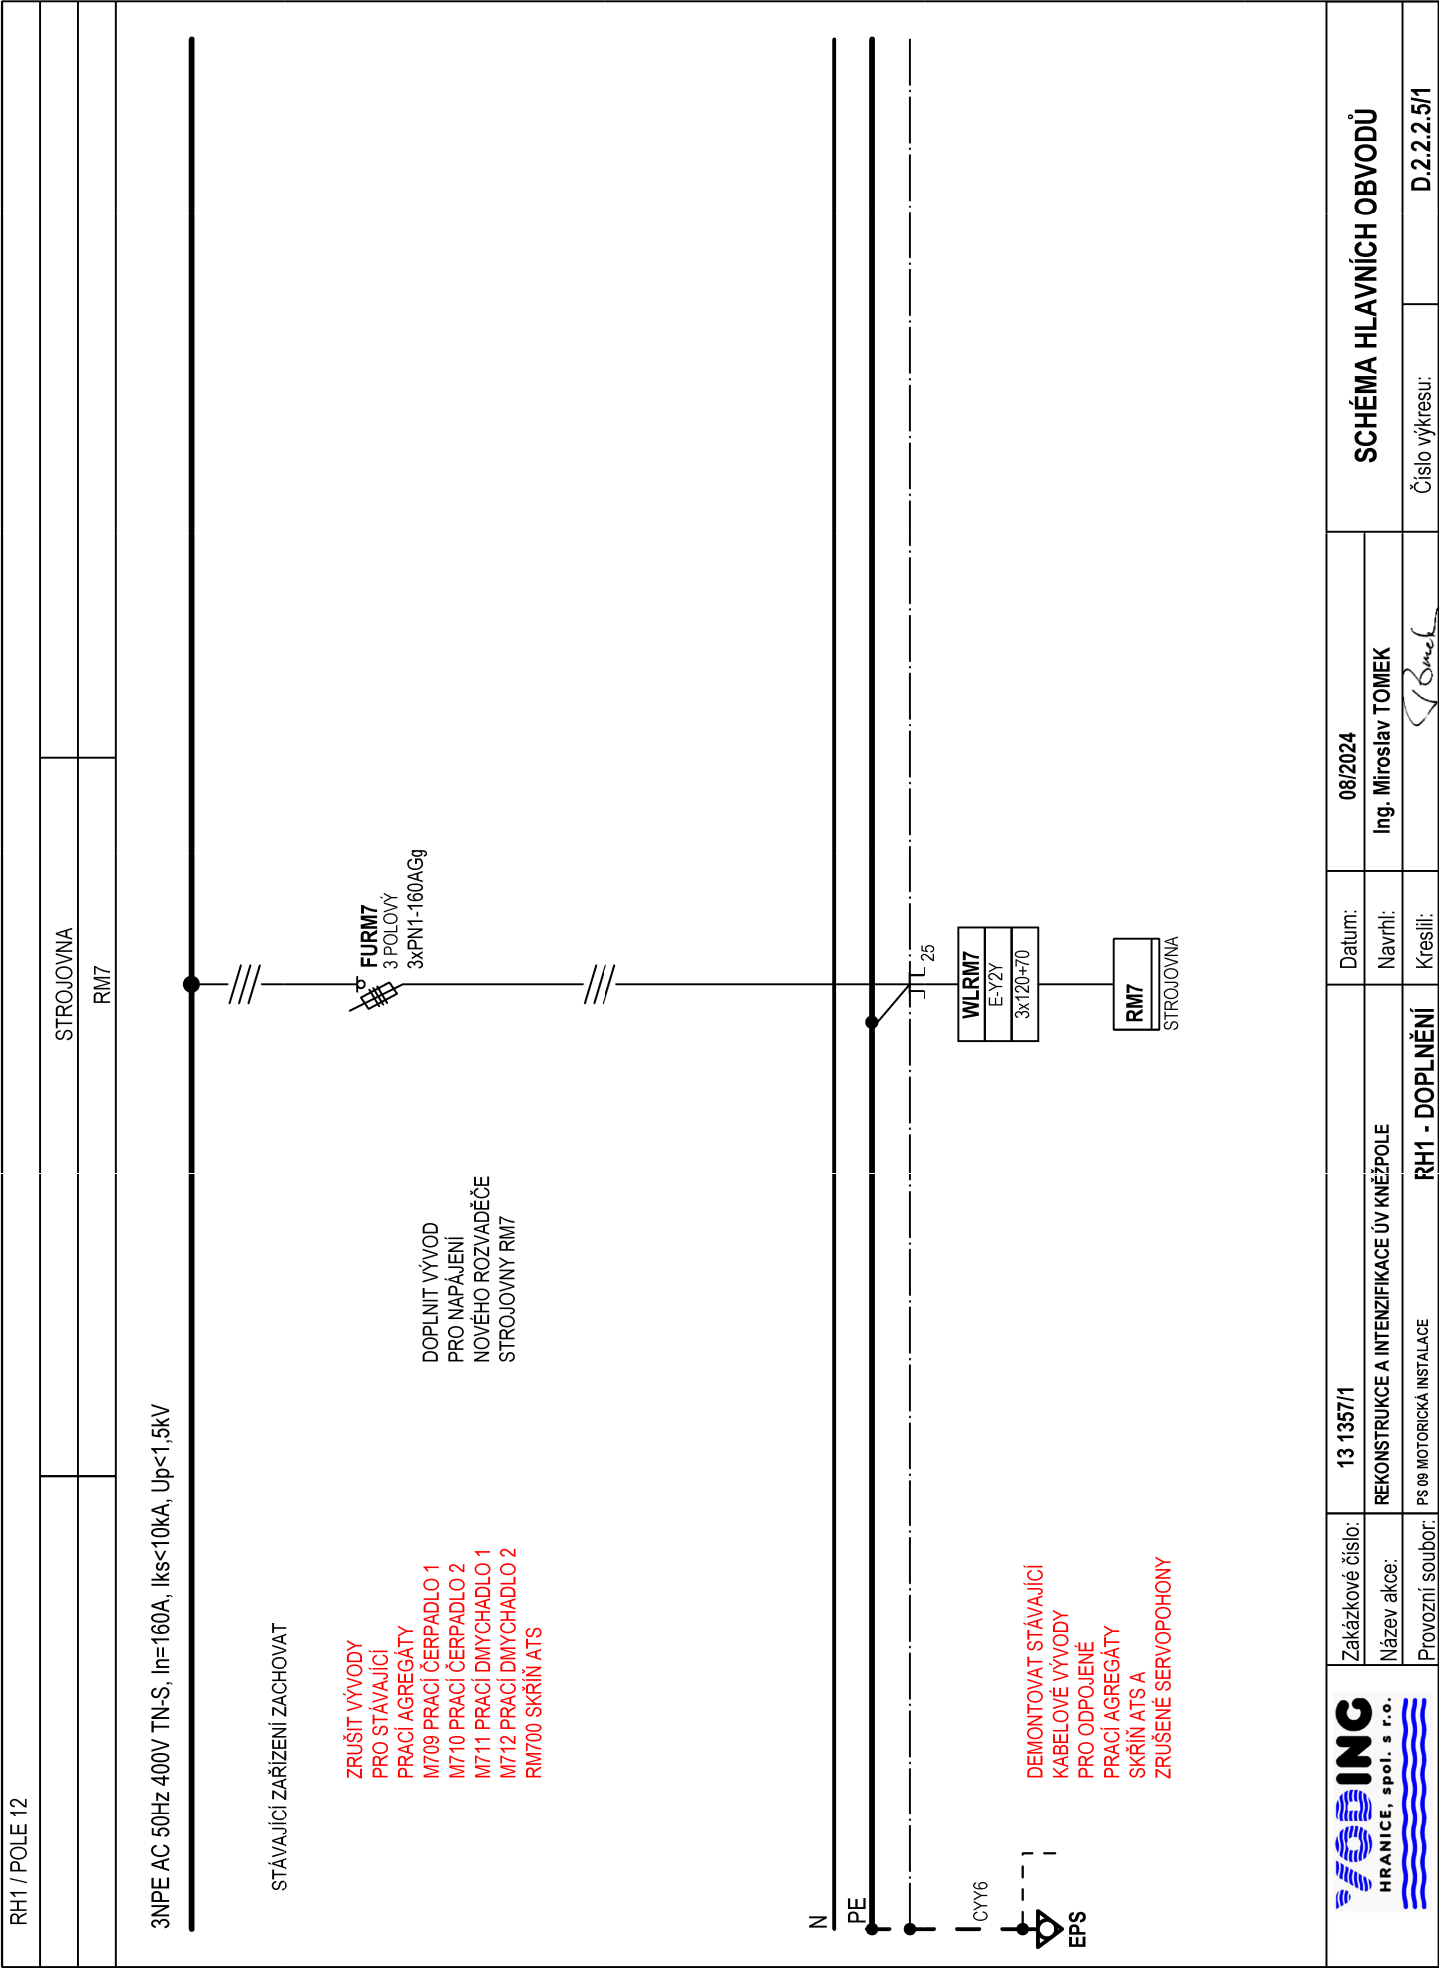 RH1 / POLE 12
STROJOVNA
RM7
3NPE AC 50Hz 400V TN-S, In=160A, Iks<10kA, Up<1,5kV
STÁVAJÍCÍ ZAŘÍZENÍ ZACHOVAT
ZRUŠIT VÝVODY
PRO STÁVAJÍCÍ
PRACÍ AGREGÁTY
M709 PRACÍ ČERPADLO 1
M710 PRACÍ ČERPADLO 2
M711 PRACÍ DMYCHADLO 1
M712 PRACÍ DMYCHADLO 2
RM700 SKŘÍŇ ATS
DOPLNIT VÝVOD
PRO NAPÁJENÍ
NOVÉHO ROZVADĚČE
STROJOVNY RM7
FURM7
3 POLOVÝ
3xPN1-160AGg
N
PE
25
CYY6
EPS
DEMONTOVAT STÁVAJÍCÍ
KABELOVÉ VÝVODY
PRO ODPOJENÉ
PRACÍ AGREGÁTY
SKŘÍŇ ATS A
ZRUŠENÉ SERVOPOHONY
WLRM7
E-Y2Y
3x120+70
RM7
STROJOVNA
VODING
HRANICE, spol. s r.o.
Zakázkové číslo: 13 1357/1
Název akce: REKONSTRUKCE A INTENZIFIKACE ÚV KNĚŽPOLE
Provozní soubor: PS 09 MOTORICKÁ INSTALACE RH1 - DOPLNĚNÍ
Datum: 08/2024
Navrhl: Ing. Miroslav TOMEK
Kreslil: Tomek
SCHÉMA HLAVNÍCH OBVODŮ
Číslo výkresu: D.2.2.2.5/1